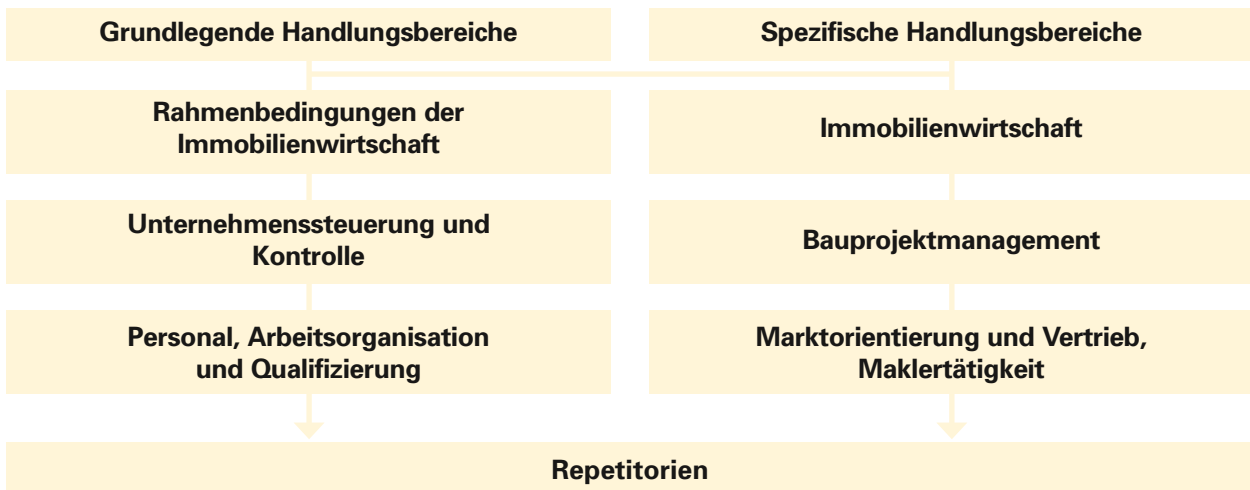 Grundlegende Handlungsbereiche
Spezifische Handlungsbereiche
Rahmenbedingungen der
Immobilienwirtschaft
Immobilienwirtschaft
Unternehmenssteuerung und
Kontrolle
Bauprojektmanagement
Personal, Arbeitsorganisation
und Qualifizierung
Marktorientierung und Vertrieb,
Maklertätigkeit
Repetitorien